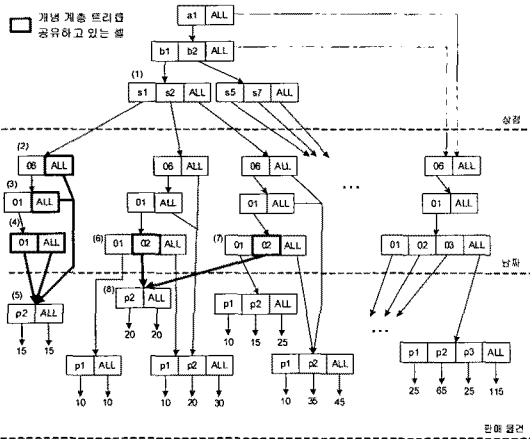 개념 계층 트리를
공유하고 있는 셀
a1 ALL
b1 b2 ALL
(1)
s1 s2 ALL s5 s7 ALL
상점
(2)
06 ALL 06 ALL 06 ALL 06 ALL
...
(3)
01 ALL 01 ALL 01 ALL 01 ALL
(4)
01 ALL (6) 01 02 ALL (7) 01 02 ALL 01 02 03 ALL
날짜
(5) (8)
p2 ALL p2 ALL p1 p2 ALL
...
15 15 20 20 10 15 25
p1 ALL p1 p2 ALL p1 p2 ALL p1 p2 p3 ALL
10 10 10 20 30 10 35 45 25 65 25 115
판매 물건